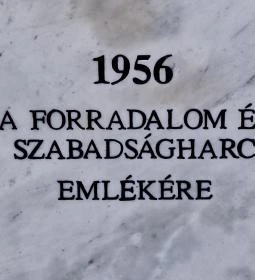 1956
A FORRADALOM É
SZABADSÁGHARC
EMLÉKÉRE